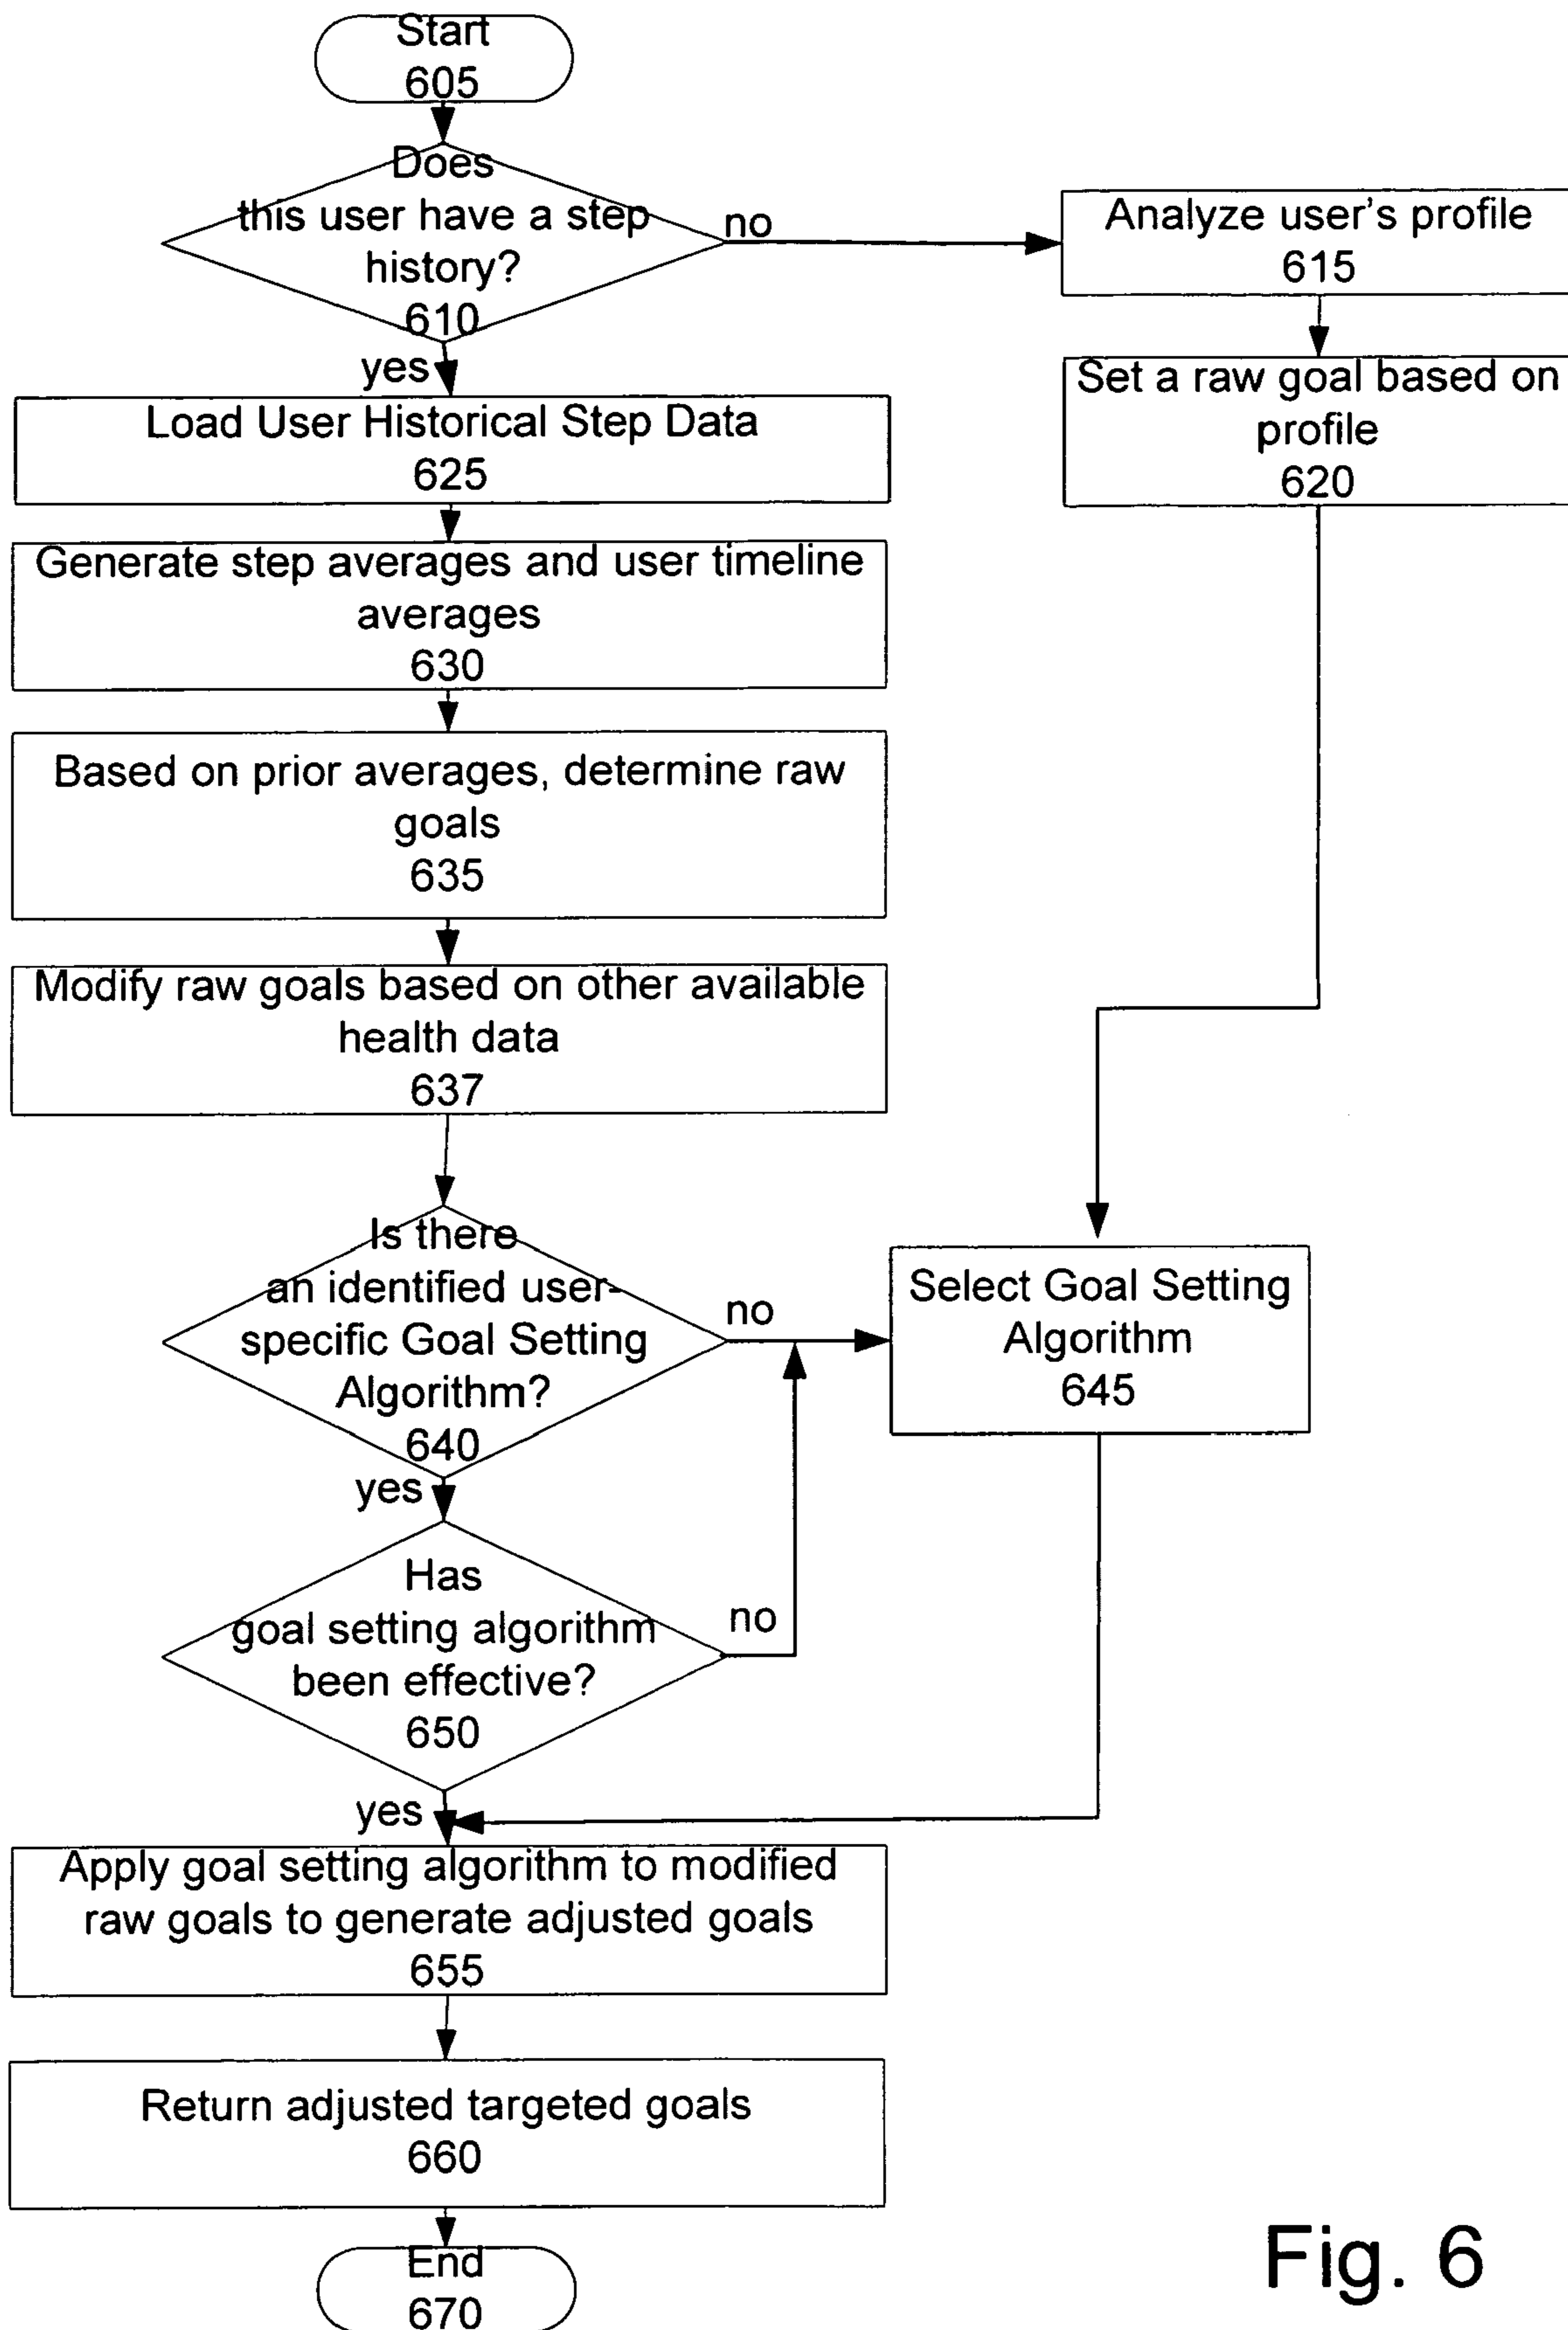 Start
605
Does
this user have a step
history?
610
no
Analyze user's profile
615
Set a raw goal based on
profile
620
yes
Load User Historical Step Data
625
Generate step averages and user timeline
averages
630
Based on prior averages, determine raw
goals
635
Modify raw goals based on other available
health data
637
Is there
an identified user-
specific Goal Setting
Algorithm?
640
no
Select Goal Setting
Algorithm
645
yes
Has
goal setting algorithm
been effective?
650
no
yes
Apply goal setting algorithm to modified
raw goals to generate adjusted goals
655
Return adjusted targeted goals
660
End
670
Fig. 6